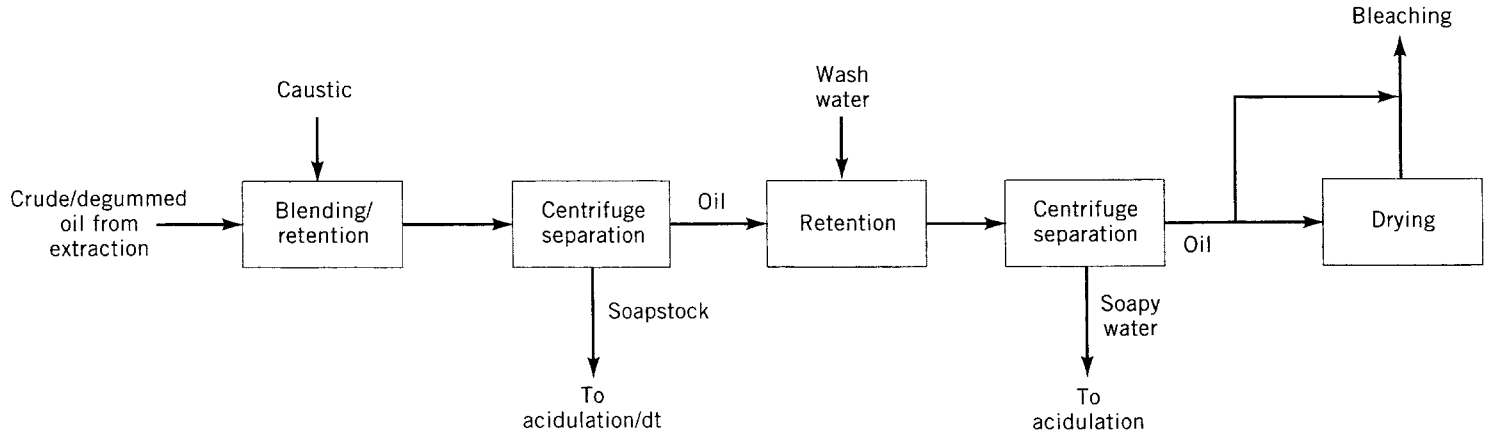 Bleaching
Caustic
Wash
water
Crude/degummed
oil from
extraction
Blending/
retention
Centrifuge
separation
Oil
Retention
Centrifuge
separation
Oil
Drying
Soapstock
Soapy
water
To
acidulation/dt
To
acidulation